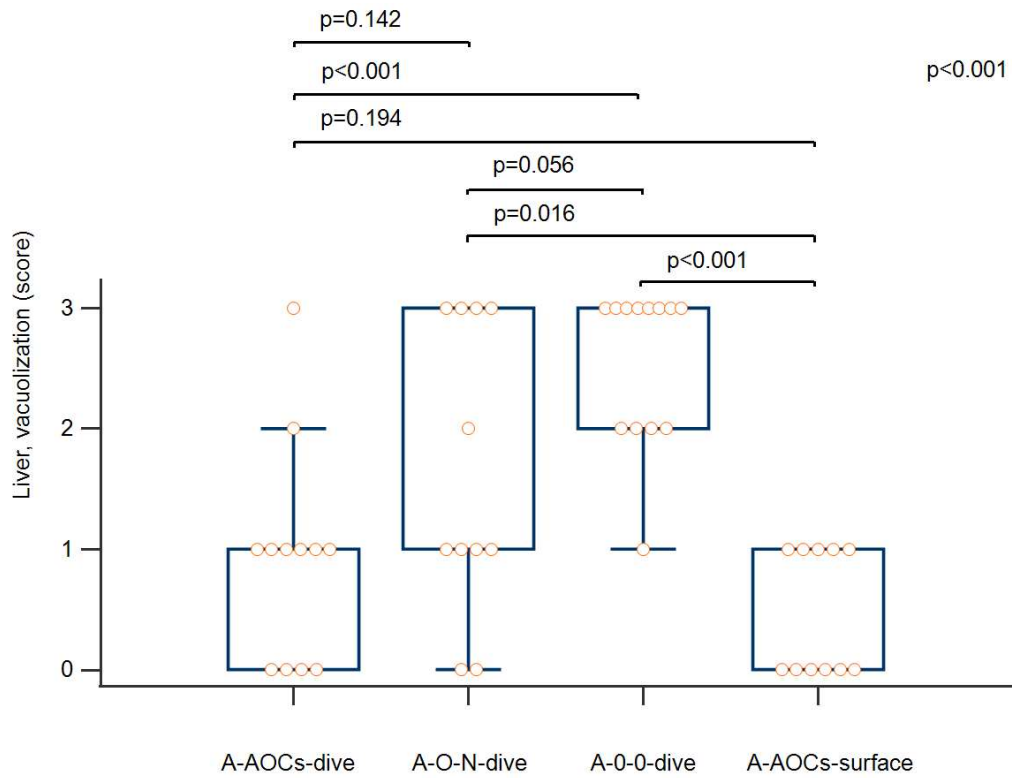 p=0.142
p<0.001
p<0.001
p=0.194
p=0.056
p=0.016
p<0.001
Liver, vacuolization (score)
3
2
1
0
A-AOCs-dive
A-O-N-dive
A-0-0-dive
A-AOCs-surface